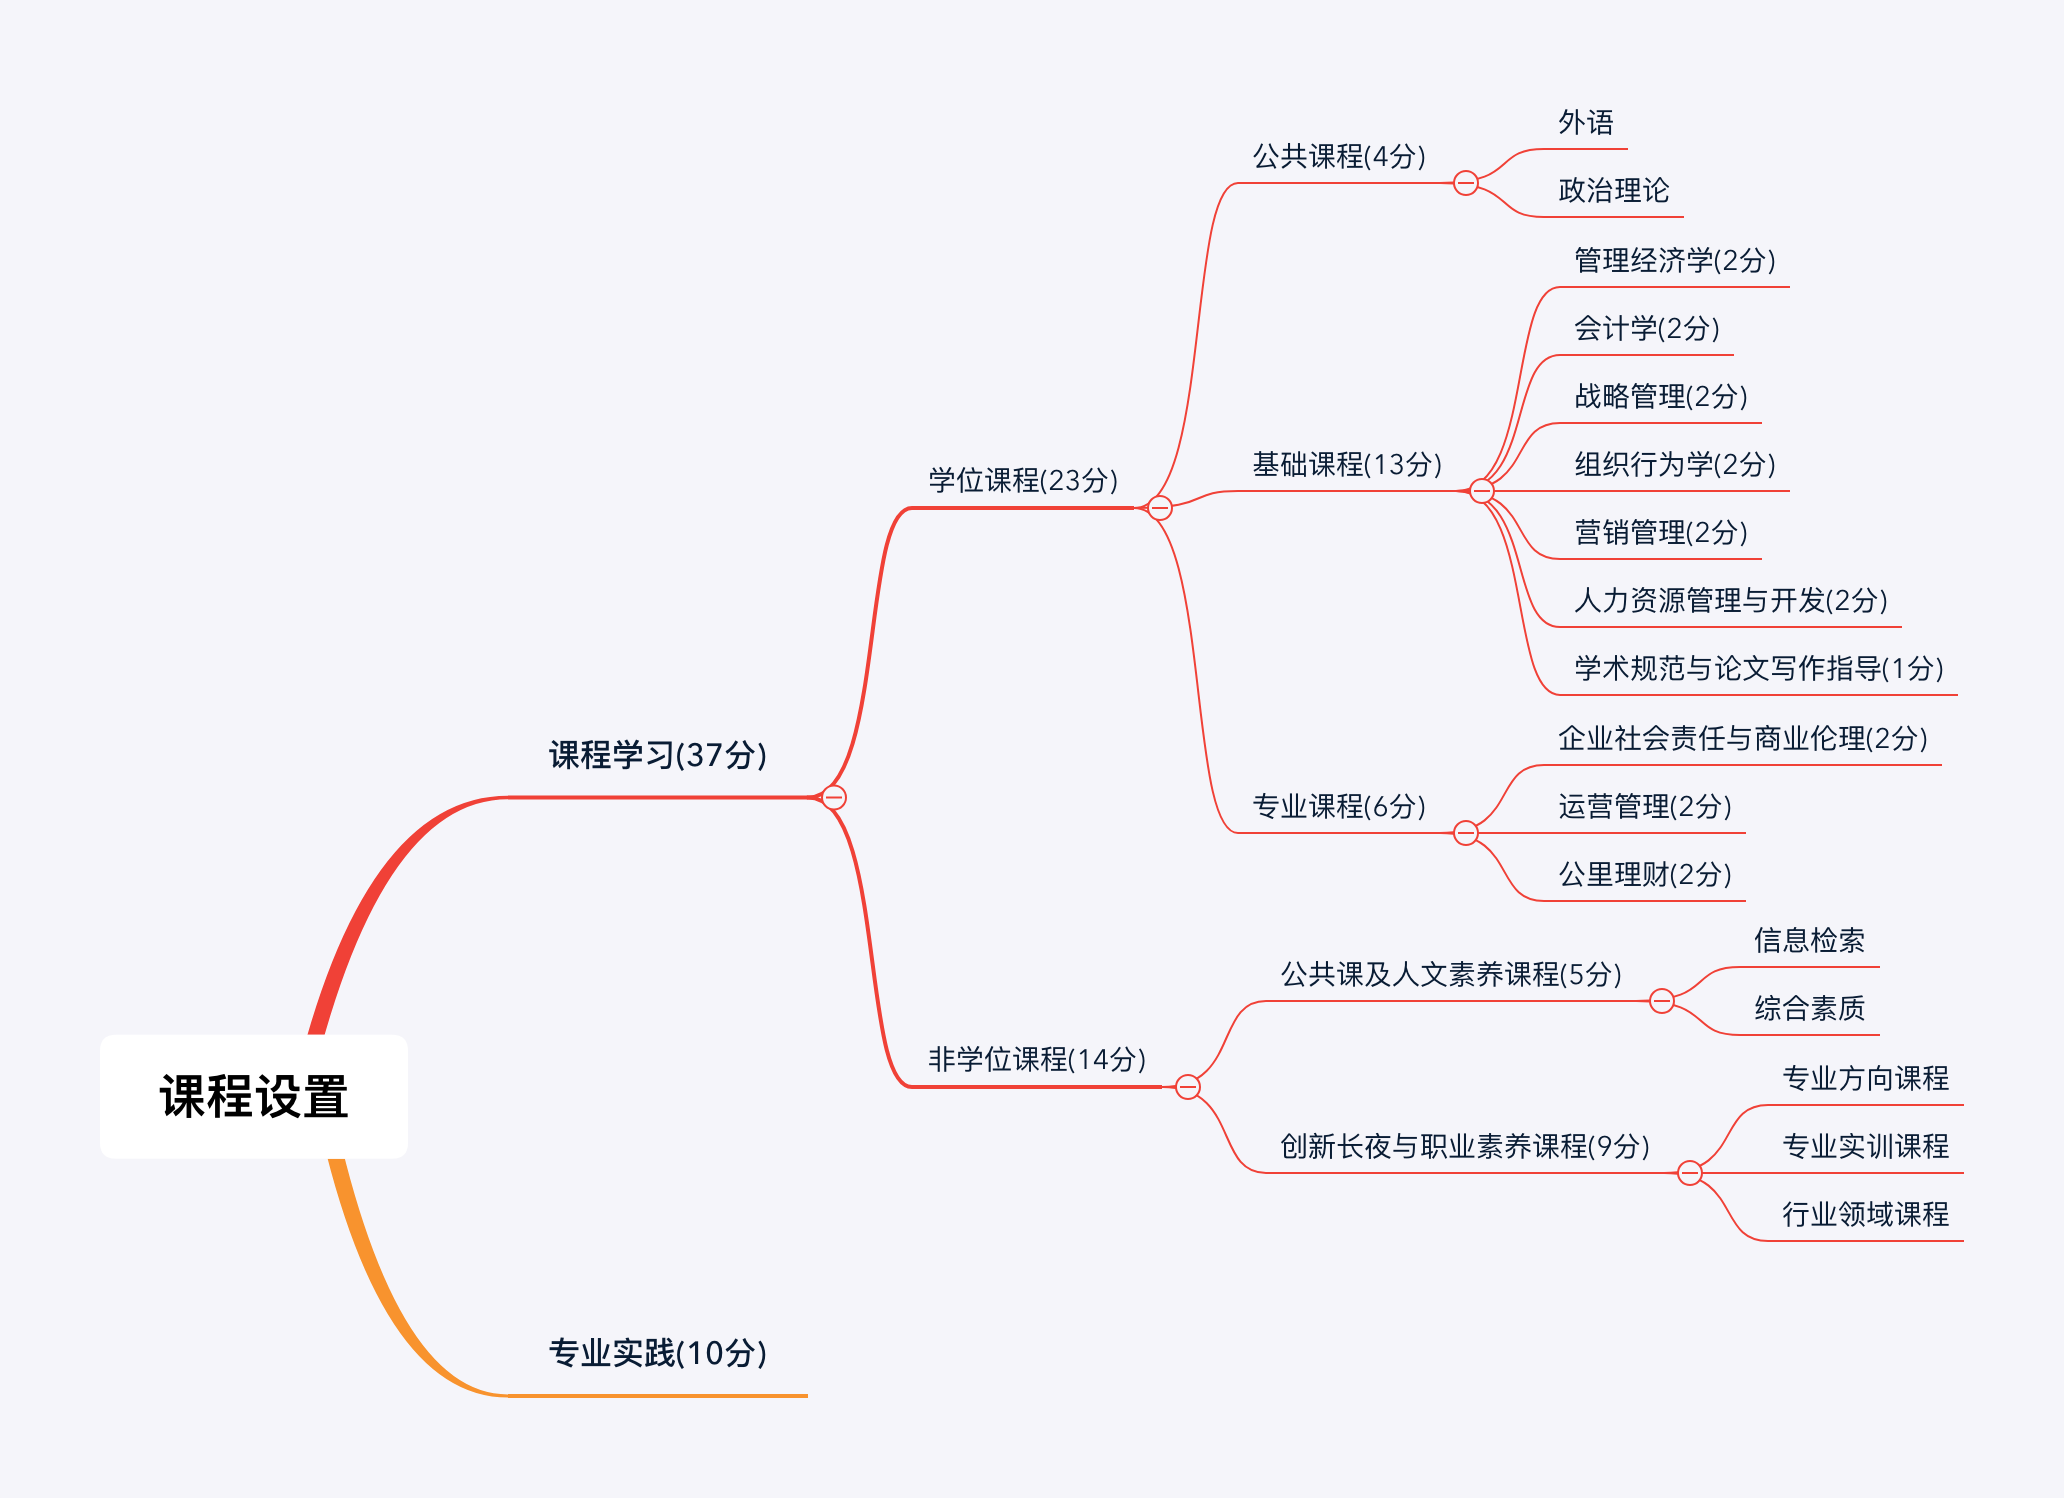 课程设置
课程学习(37分)
学位课程(23分)
公共课程(4分)
外语
政治理论
基础课程(13分)
管理经济学(2分)
会计学(2分)
战略管理(2分)
组织行为学(2分)
营销管理(2分)
人力资源管理与开发(2分)
学术规范与论文写作指导(1分)
专业课程(6分)
企业社会责任与商业伦理(2分)
运营管理(2分)
公里理财(2分)
非学位课程(14分)
公共课及人文素养课程(5分)
信息检索
综合素质
创新长夜与职业素养课程(9分)
专业方向课程
专业实训课程
行业领域课程
专业实践(10分)